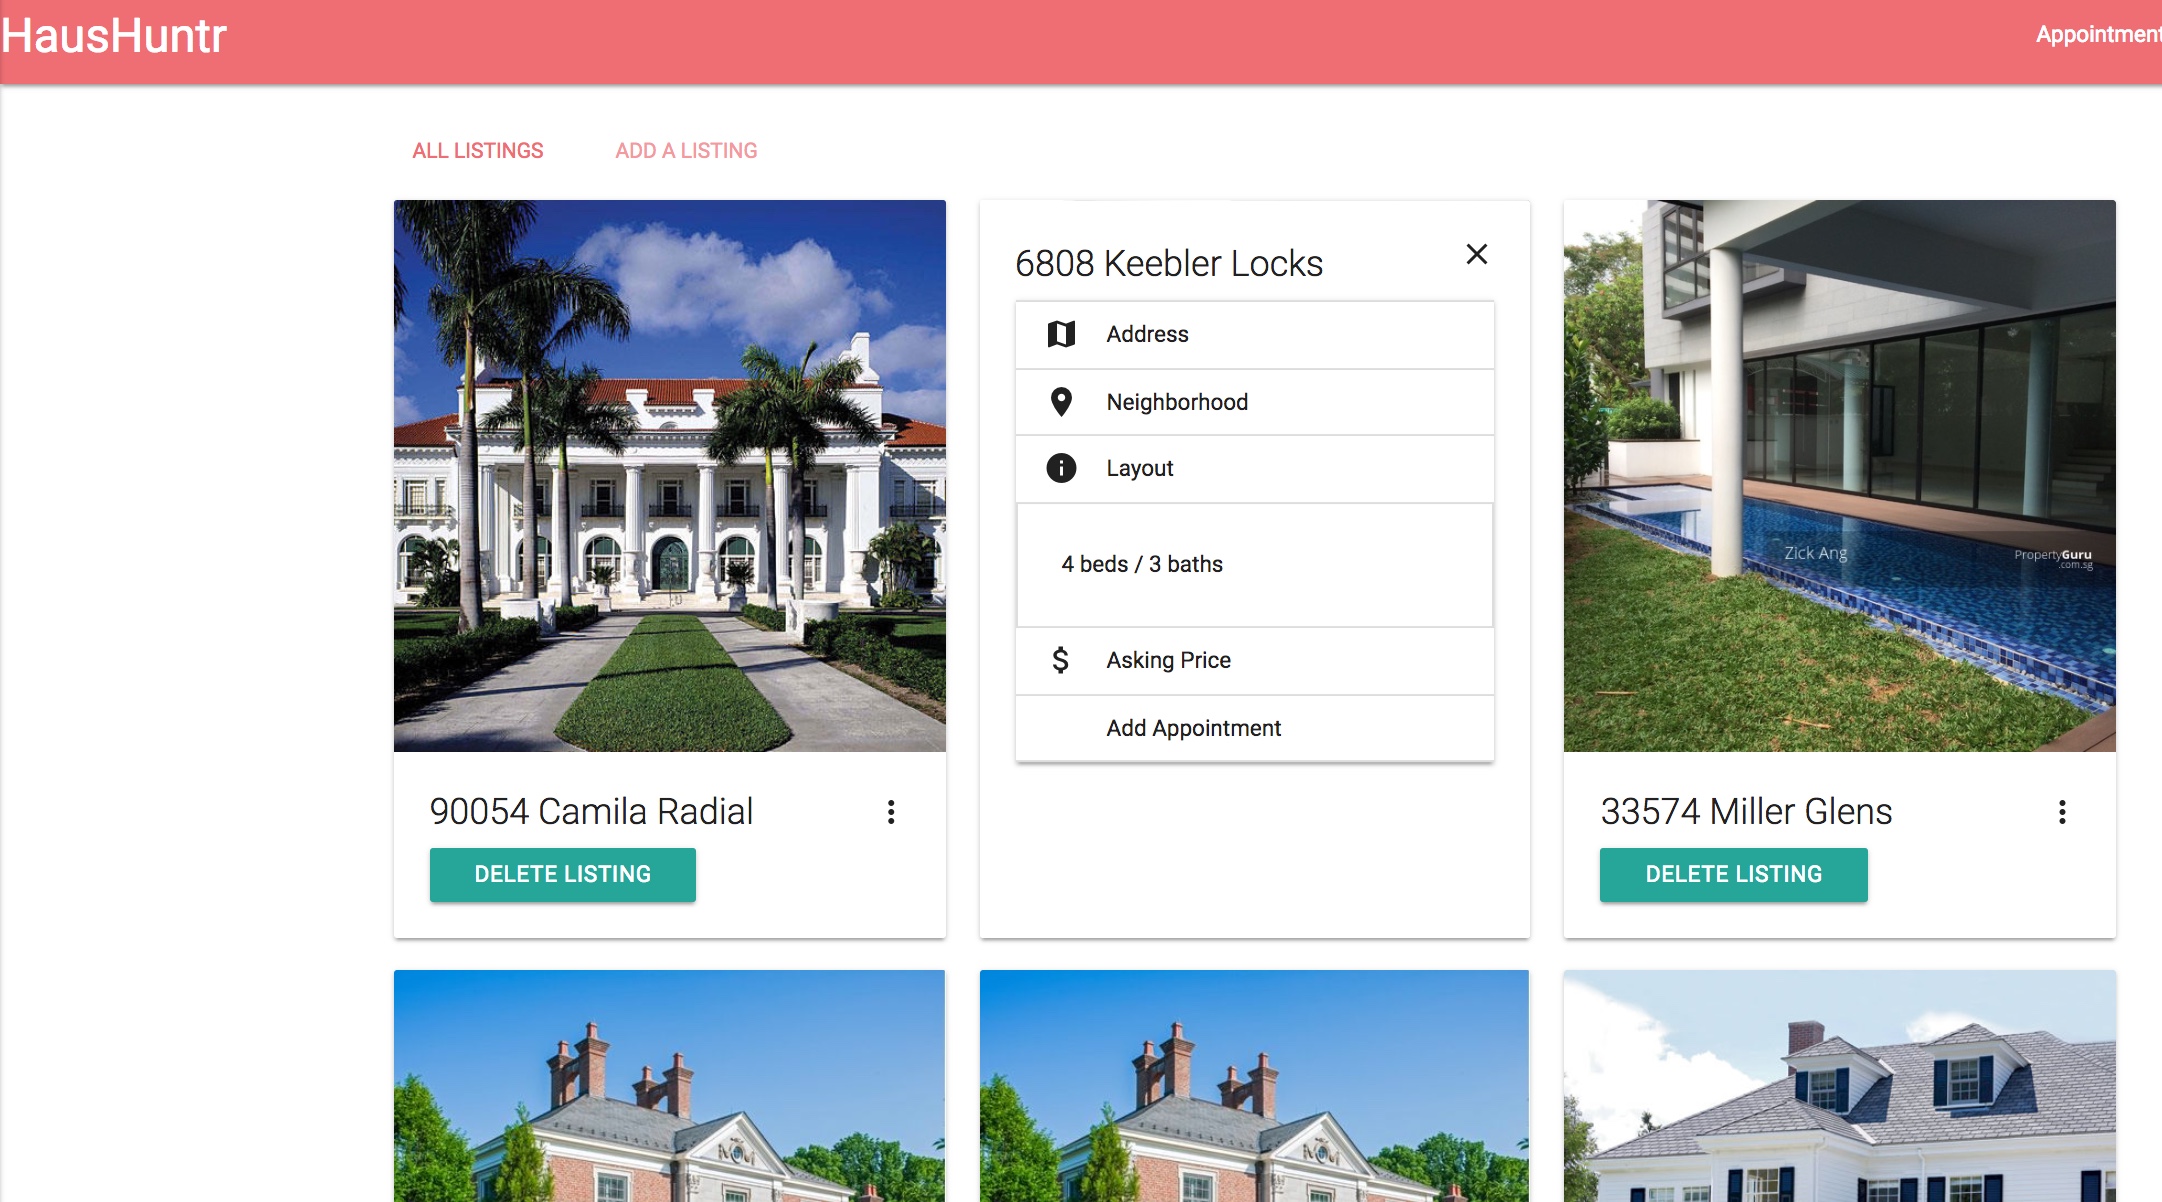 HausHuntr
Appointment
ALL LISTINGS
ADD A LISTING
6808 Keebler Locks
Address
Neighborhood
Layout
4 beds / 3 baths
Asking Price
Add Appointment
Zick Ang
PropertyGuru
.com.sg
90054 Camila Radial
DELETE LISTING
33574 Miller Glens
DELETE LISTING